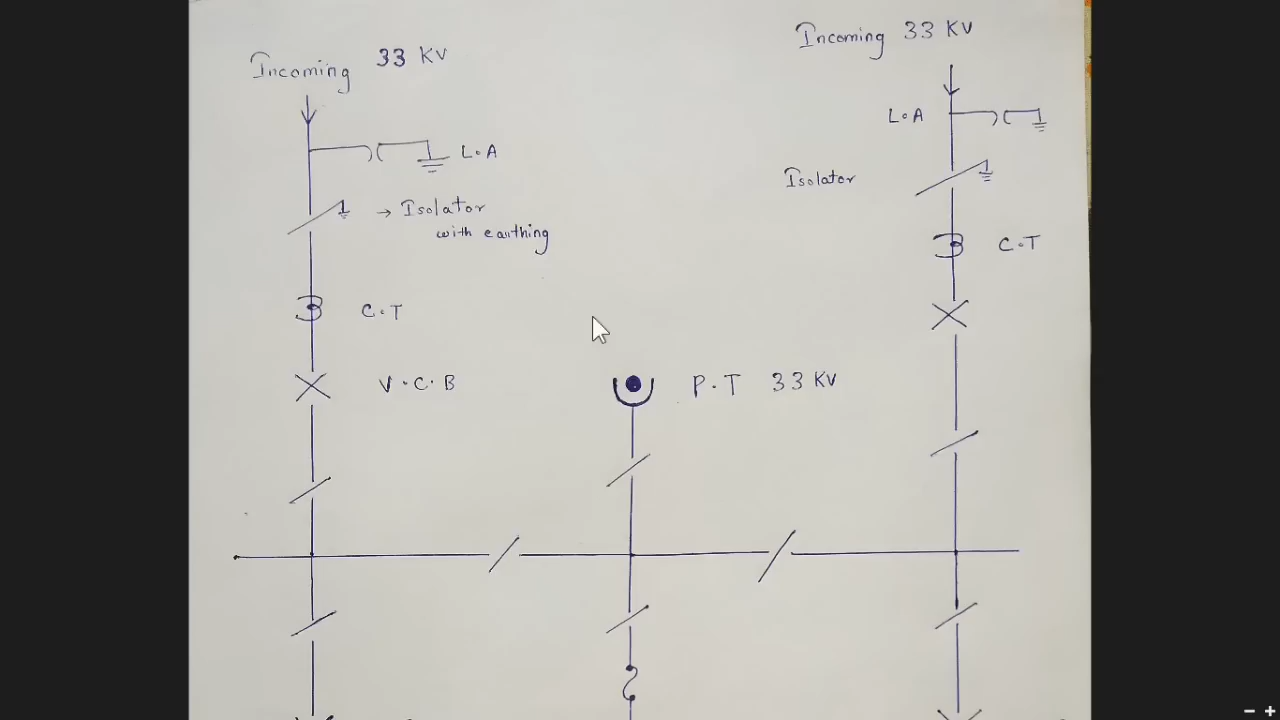 Incoming 33 KV
Incoming 33 KV
L.A
L.A
Isolator
with earthing
Isolator
C.T
C.T
V.C.B
P.T 33 KV